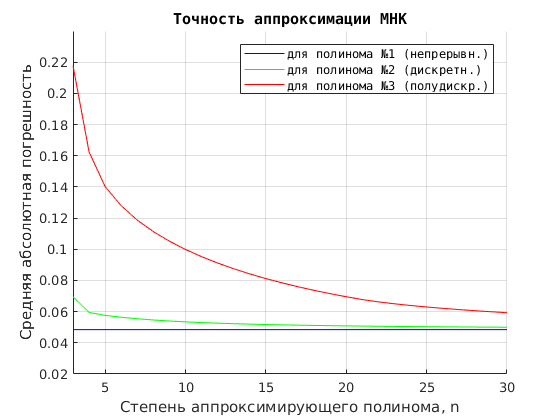 Точность аппроксимации МНК
для полинома №1 (непрерывн.)
для полинома №2 (дискретн.)
для полинома №3 (полудискр.)
Средняя абсолютная погрешность
0.22
0.2
0.18
0.16
0.14
0.12
0.1
0.08
0.06
0.04
0.02
5 10 15 20 25 30
Степень аппроксимирующего полинома, n